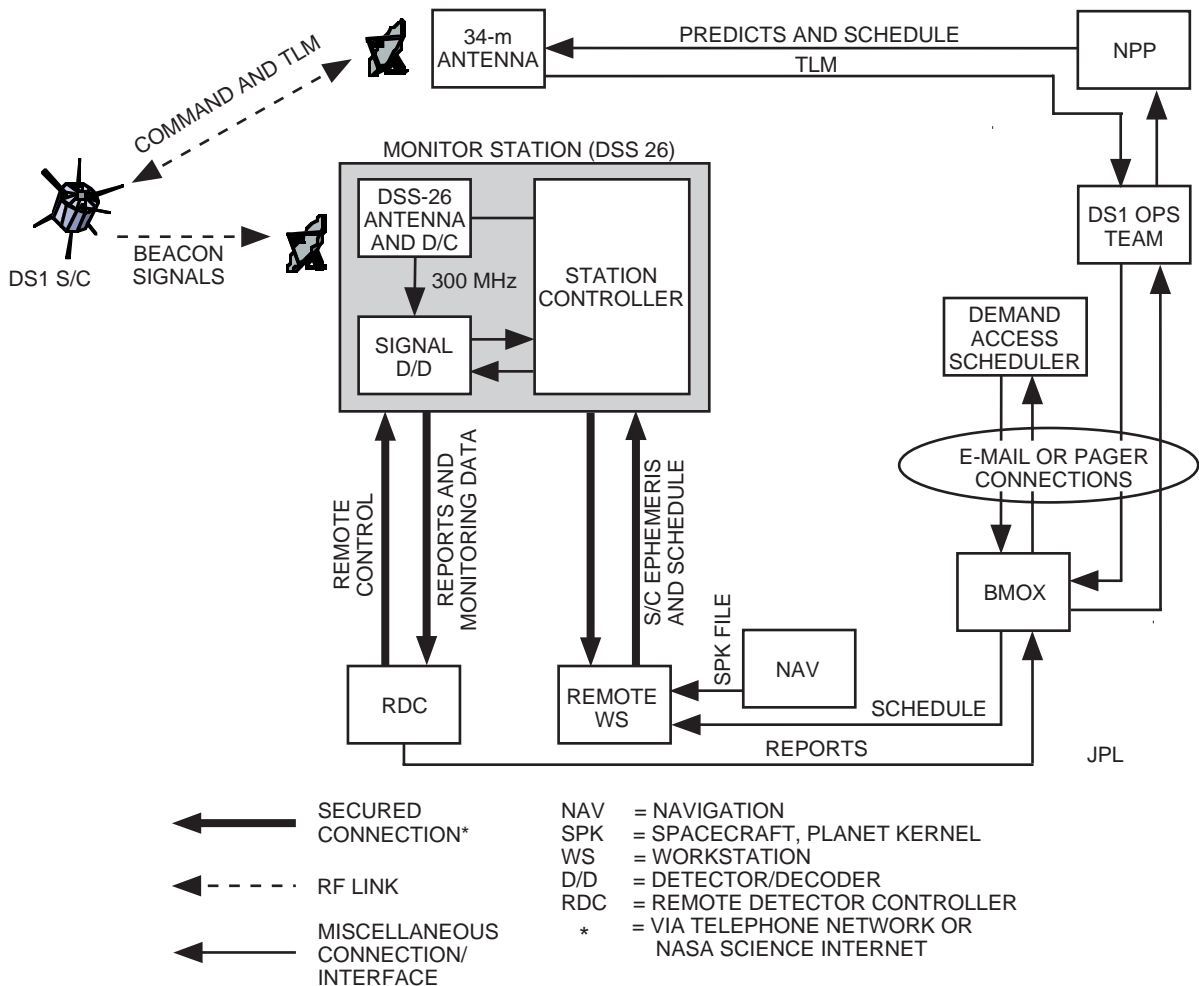 34-m
ANTENNA
PREDICTS AND SCHEDULE
TLM
NPP
COMMAND AND TLM
MONITOR STATION (DSS 26)
DSS-26
ANTENNA
AND D/C
300 MHz
SIGNAL
D/D
STATION
CONTROLLER
DS1 S/C
BEACON
SIGNALS
DS1 OPS
TEAM
DEMAND
ACCESS
SCHEDULER
E-MAIL OR PAGER
CONNECTIONS
REMOTE
CONTROL
REPORTS AND
MONITORING DATA
S/C EPHEMERIS
AND SCHEDULE
BMOX
SPK FILE
NAV
RDC
REMOTE
WS
SCHEDULE
REPORTS
JPL
SECURED
CONNECTION*
RF LINK
MISCELLANEOUS
CONNECTION/
INTERFACE
NAV = NAVIGATION
SPK = SPACECRAFT, PLANET KERNEL
WS = WORKSTATION
D/D = DETECTOR/DECODER
RDC = REMOTE DETECTOR CONTROLLER
* = VIA TELEPHONE NETWORK OR
NASA SCIENCE INTERNET